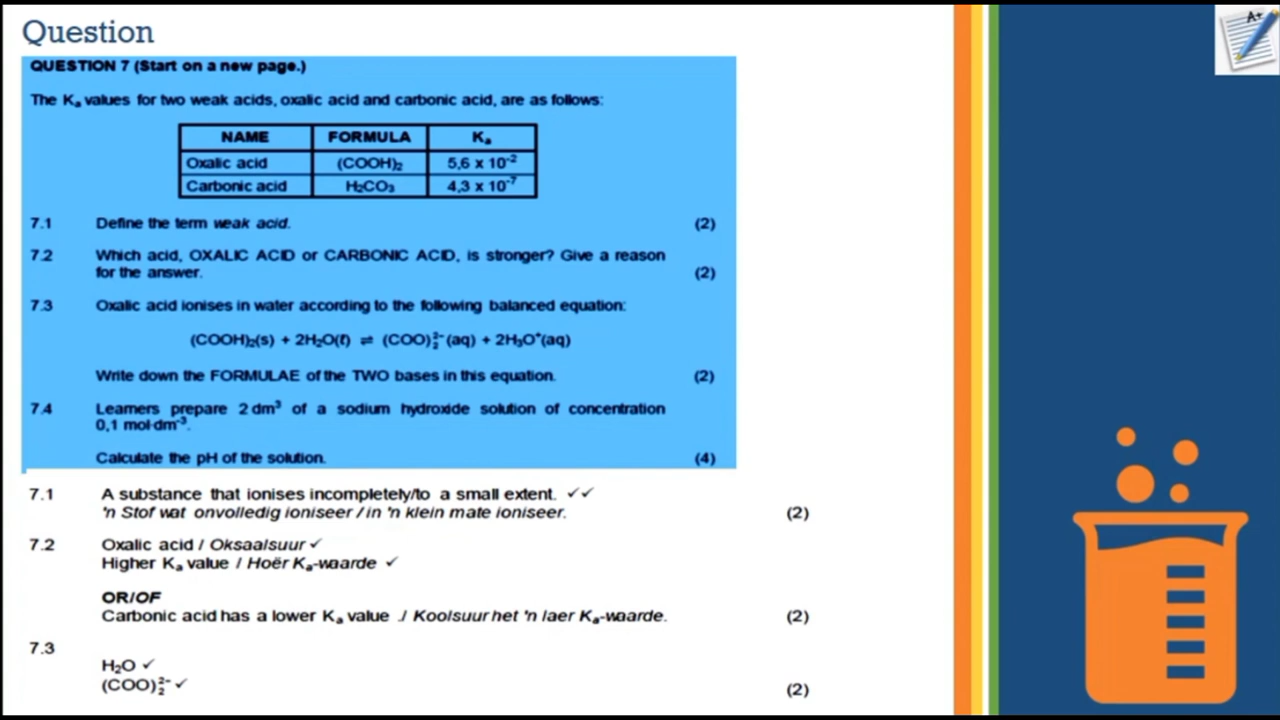 Question
A+
QUESTION 7 (Start on a new page.)
The Kₐ values for two weak acids, oxalic acid and carbonic acid, are as follows:
NAME FORMULA Kₐ
Oxalic acid (COOH)₂ 5,6 x 10⁻²
Carbonic acid H₂CO₃ 4,3 x 10⁻⁷
7.1 Define the term weak acid. (2)
7.2 Which acid, OXALIC ACID or CARBONIC ACID, is stronger? Give a reason
for the answer. (2)
7.3 Oxalic acid ionises in water according to the following balanced equation:
(COOH)₂(s) + 2H₂O(ℓ) ⇌ (COO)₂²⁻(aq) + 2H₃O⁺(aq)
Write down the FORMULAE of the TWO bases in this equation. (2)
7.4 Learners prepare 2 dm³ of a sodium hydroxide solution of concentration
0,1 mol·dm⁻³.
Calculate the pH of the solution. (4)
7.1 A substance that ionises incompletely/to a small extent. ✓✓
'n Stof wat onvolledig ioniseer / in 'n klein mate ioniseer. (2)
7.2 Oxalic acid / Oksaalsuur ✓
Higher Kₐ value / Hoër Kₐ-waarde ✓
OR/OF
Carbonic acid has a lower Kₐ value ./ Koolsuur het 'n laer Kₐ-waarde. (2)
7.3
H₂O ✓
(COO)₂²⁻ ✓ (2)